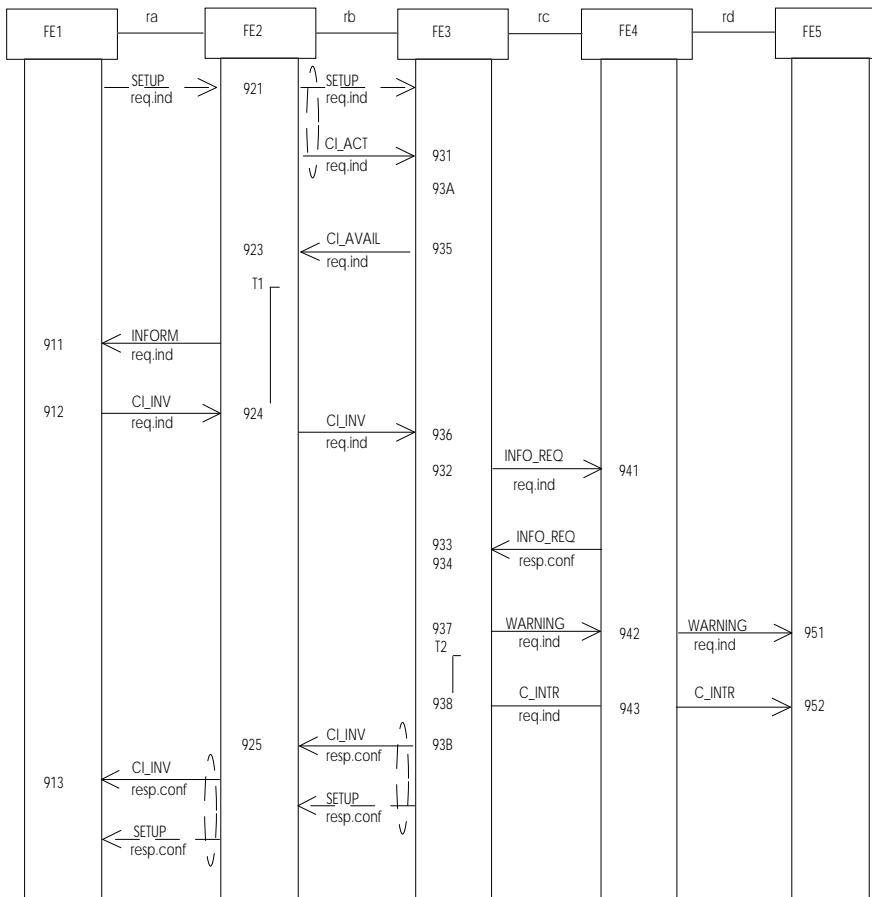 FE1 ra FE2 rb FE3 rc FE4 rd FE5
SETUP 921 SETUP
req.ind req.ind
CI_ACT 931
req.ind
93A
923 CI_AVAIL 935
req.ind
T1
911 INFORM
req.ind
912 CI_INV 924
req.ind
CI_INV 936
req.ind
932 INFO_REQ 941
req.ind
933 INFO_REQ
934 resp.conf
937 WARNING 942 WARNING 951
req.ind req.ind
T2
938 C_INTR 943 C_INTR 952
req.ind
925 CI_INV 93B
resp.conf
913 CI_INV
resp.conf
SETUP
resp.conf
SETUP
resp.conf